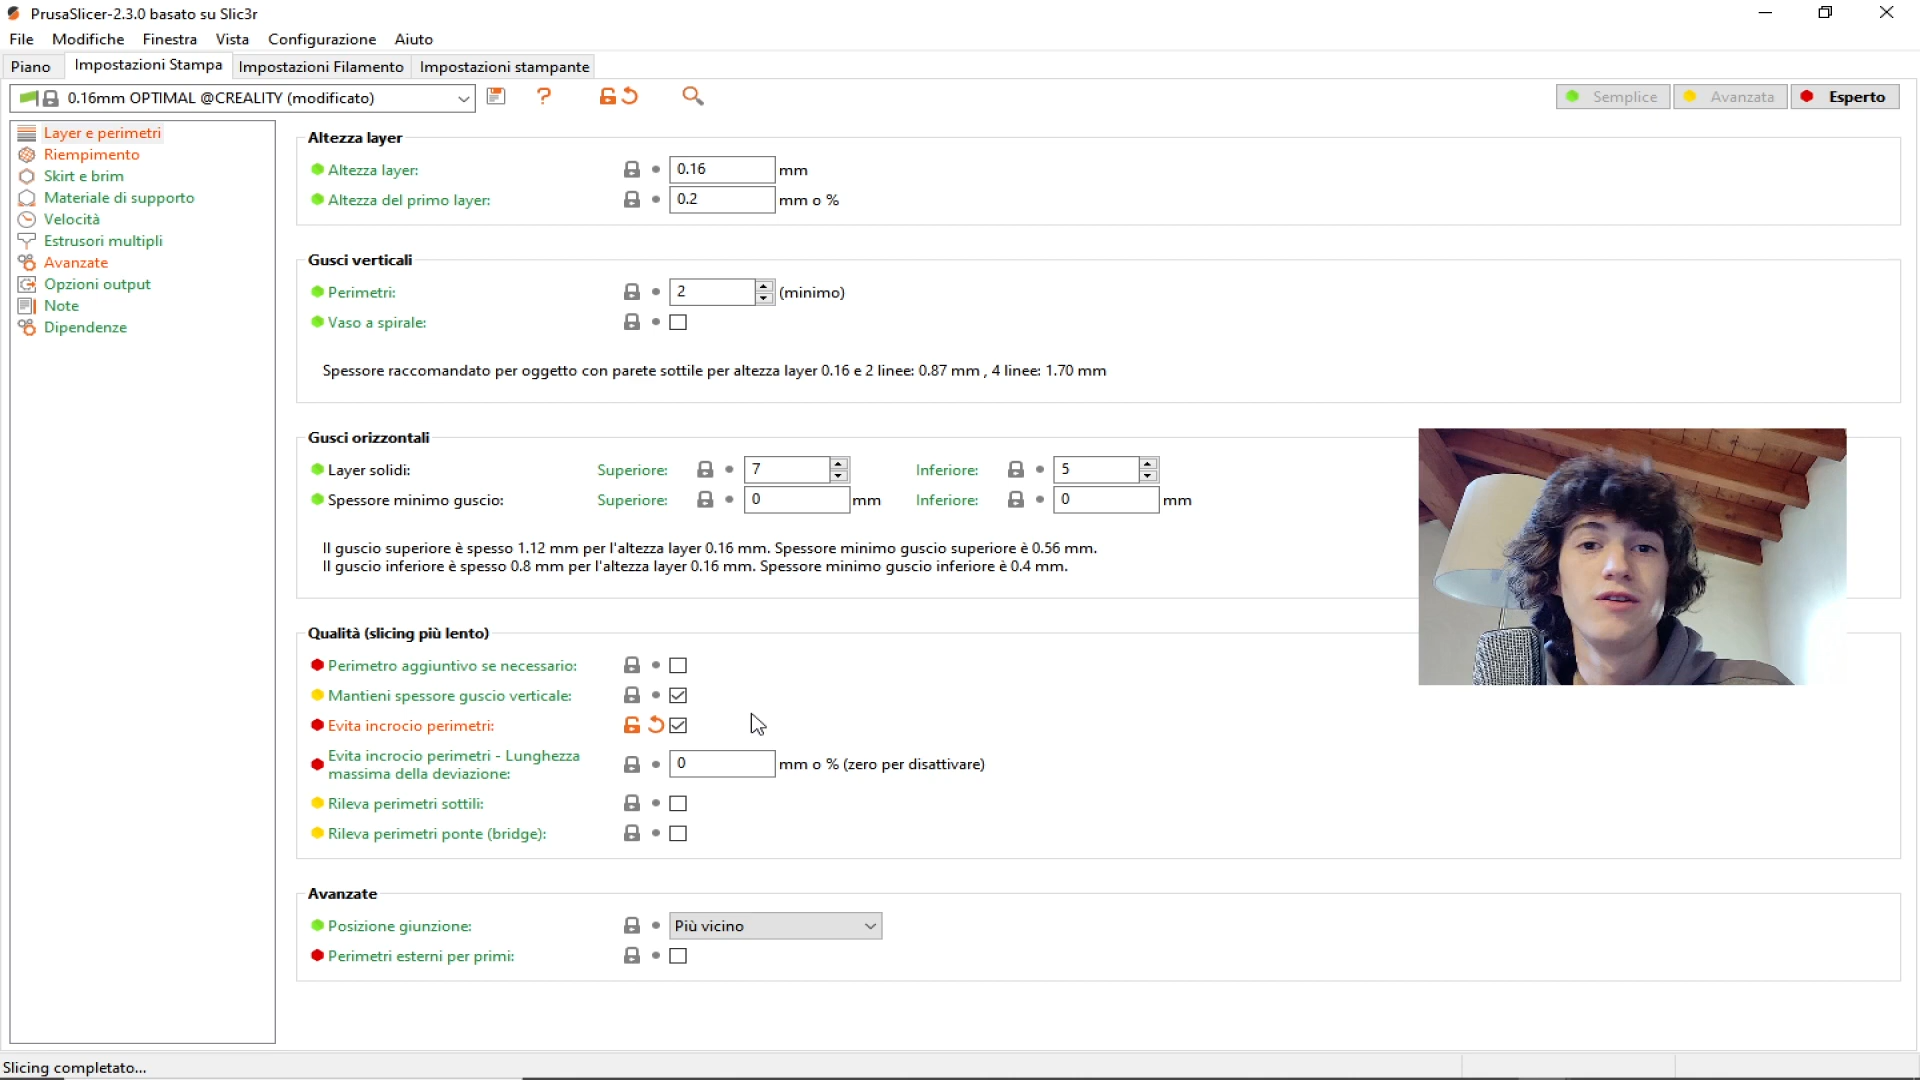 PrusaSlicer-2.3.0 basato su Slic3r
File Modifiche Finestra Vista Configurazione Aiuto
Piano Impostazioni Stampa Impostazioni Filamento Impostazioni stampante
0.16mm OPTIMAL @CREALITY (modificato) ? Semplice Avanzata Esperto
Layer e perimetri
Riempimento
Skirt e brim
Materiale di supporto
Velocità
Estrusori multipli
Avanzate
Opzioni output
Note
Dipendenze
Altezza layer
Altezza layer: 0.16 mm
Altezza del primo layer: 0.2 mm o %
Gusci verticali
Perimetri: 2 (minimo)
Vaso a spirale:
Spessore raccomandato per oggetto con parete sottile per altezza layer 0.16 e 2 linee: 0.87 mm , 4 linee: 1.70 mm
Gusci orizzontali
Layer solidi: Superiore: 7 Inferiore: 5
Spessore minimo guscio: Superiore: 0 mm Inferiore: 0 mm
Il guscio superiore è spesso 1.12 mm per l'altezza layer 0.16 mm. Spessore minimo guscio superiore è 0.56 mm.
Il guscio inferiore è spesso 0.8 mm per l'altezza layer 0.16 mm. Spessore minimo guscio inferiore è 0.4 mm.
Qualità (slicing più lento)
Perimetro aggiuntivo se necessario:
Mantieni spessore guscio verticale:
Evita incrocio perimetri:
Evita incrocio perimetri - Lunghezza
massima della deviazione: 0 mm o % (zero per disattivare)
Rileva perimetri sottili:
Rileva perimetri ponte (bridge):
Avanzate
Posizione giunzione: Più vicino
Perimetri esterni per primi:
Slicing completato...